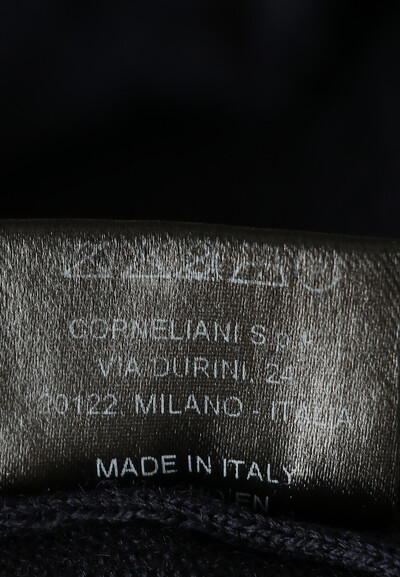 CORNELIANI S.p.A.
VIA DURINI, 24
20122 MILANO - ITALIA
MADE IN ITALY